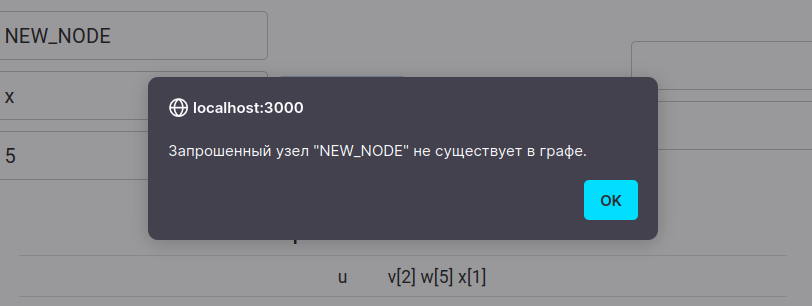 NEW_NODE
x
5
localhost:3000
Запрошенный узел "NEW_NODE" не существует в графе.
OK
u v[2] w[5] x[1]